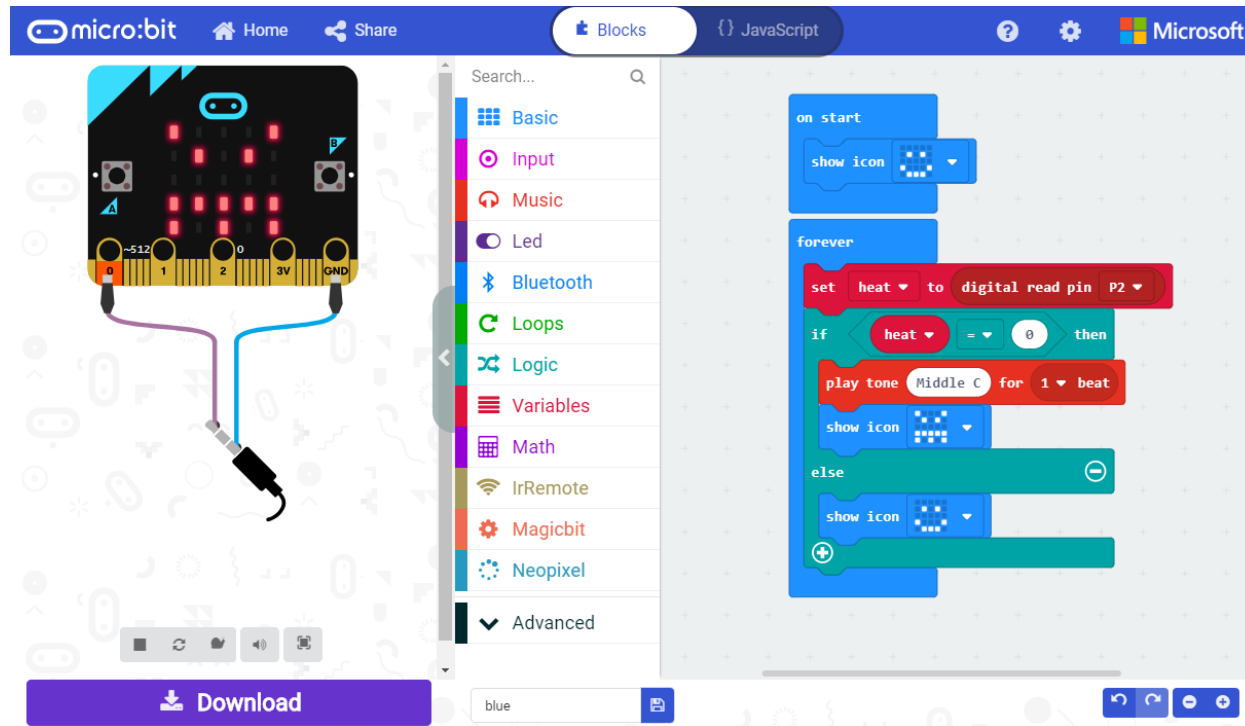 micro:bit Home Share Blocks {} JavaScript ? Microsoft
B
A
~512 0
0 1 2 3V GND
Download
Search...
Basic
Input
Music
Led
Bluetooth
Loops
Logic
Variables
Math
IrRemote
Magicbit
Neopixel
Advanced
blue
on start
show icon
forever
set heat to digital read pin P2
if heat = 0 then
play tone Middle C for 1 beat
show icon
else
show icon